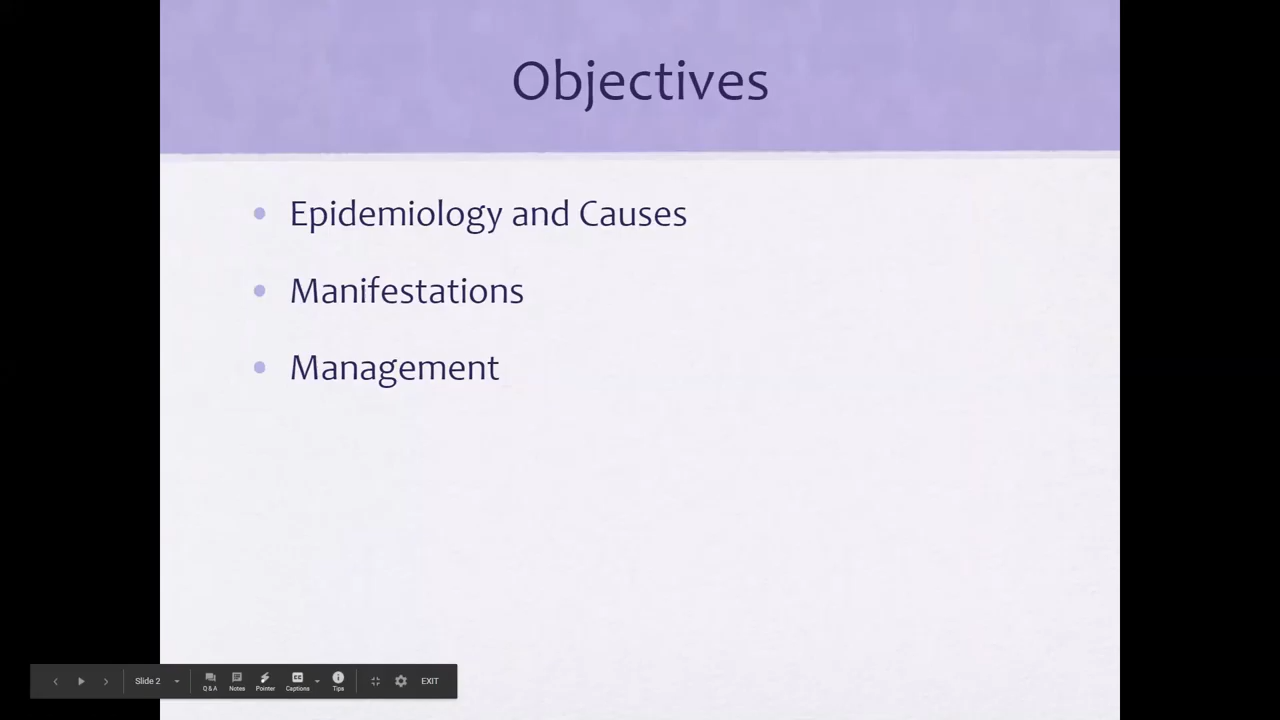 Objectives
• Epidemiology and Causes
• Manifestations
• Management
Slide 2
Q & A
Notes
Pointer
Captions
Tips
EXIT